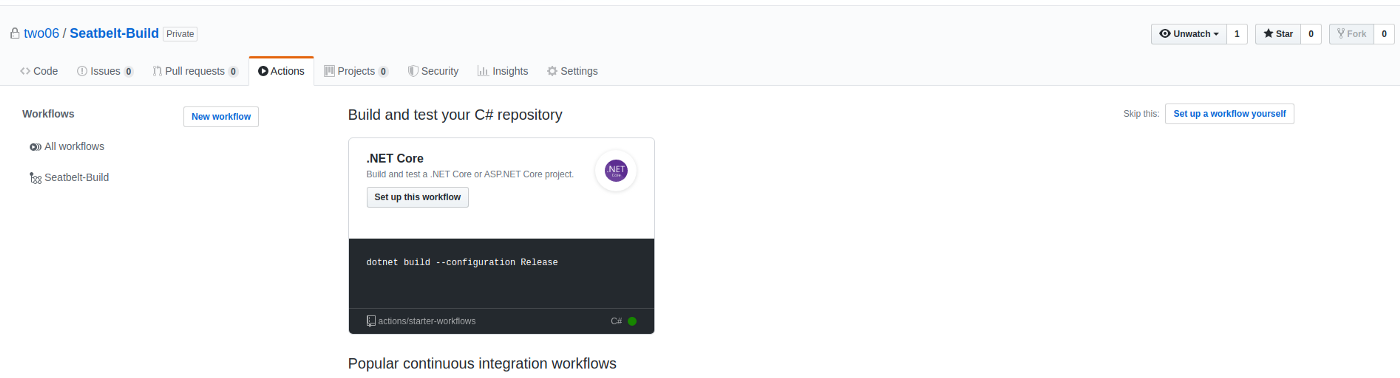 two06 / Seatbelt-Build Private
Unwatch 1 Star 0 Fork 0
Code Issues 0 Pull requests 0 Actions Projects 0 Security Insights Settings
Workflows
New workflow
All workflows
Seatbelt-Build
Build and test your C# repository
Skip this: Set up a workflow yourself
.NET Core
Build and test a .NET Core or ASP.NET Core project.
Set up this workflow
.NET
Core
dotnet build --configuration Release
actions/starter-workflows C#
Popular continuous integration workflows